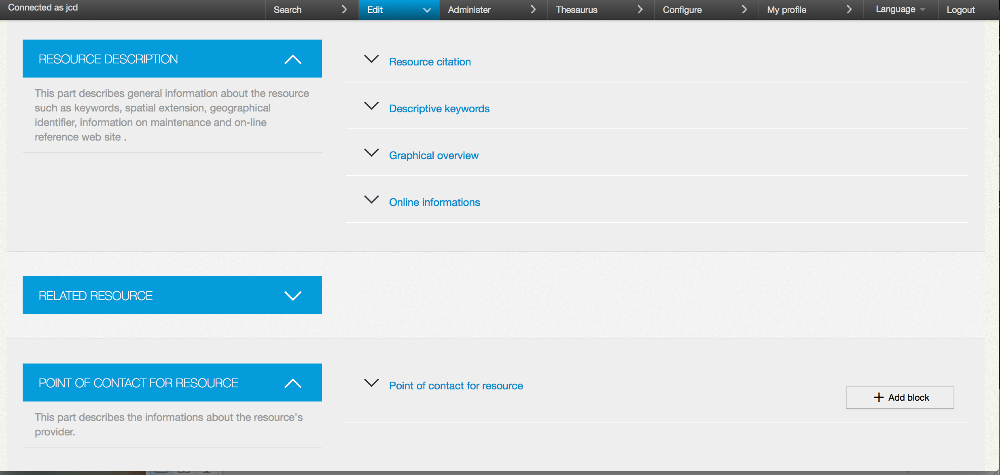 Connected as jcd
Search
Edit
Administer
Thesaurus
Configure
My profile
Language
Logout
RESOURCE DESCRIPTION
This part describes general information about the resource
such as keywords, spatial extension, geographical
identifier, information on maintenance and on-line
reference web site .
Resource citation
Descriptive keywords
Graphical overview
Online informations
RELATED RESOURCE
POINT OF CONTACT FOR RESOURCE
This part describes the informations about the resource's
provider.
Point of contact for resource
Add block